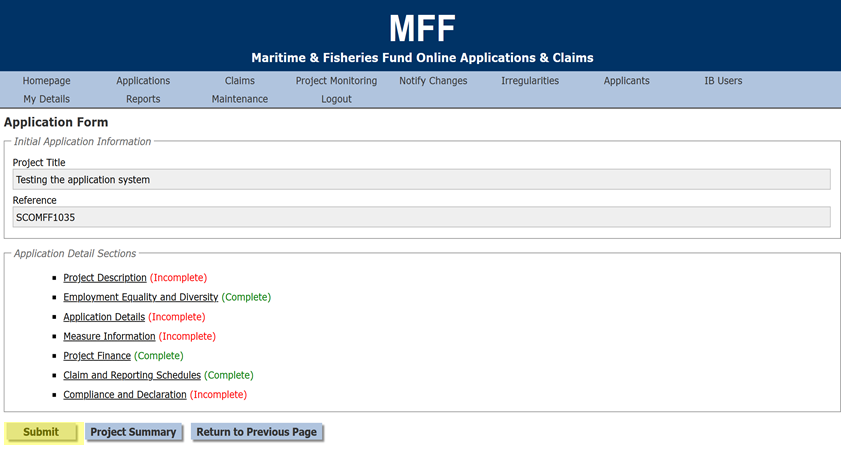 MFF
Maritime & Fisheries Fund Online Applications & Claims
Homepage Applications Claims Project Monitoring Notify Changes Irregularities Applicants IB Users
My Details Reports Maintenance Logout
Application Form
Initial Application Information
Project Title
Testing the application system
Reference
SCOMFF1035
Application Detail Sections
Project Description (Incomplete)
Employment Equality and Diversity (Complete)
Application Details (Incomplete)
Measure Information (Incomplete)
Project Finance (Complete)
Claim and Reporting Schedules (Complete)
Compliance and Declaration (Incomplete)
Submit Project Summary Return to Previous Page